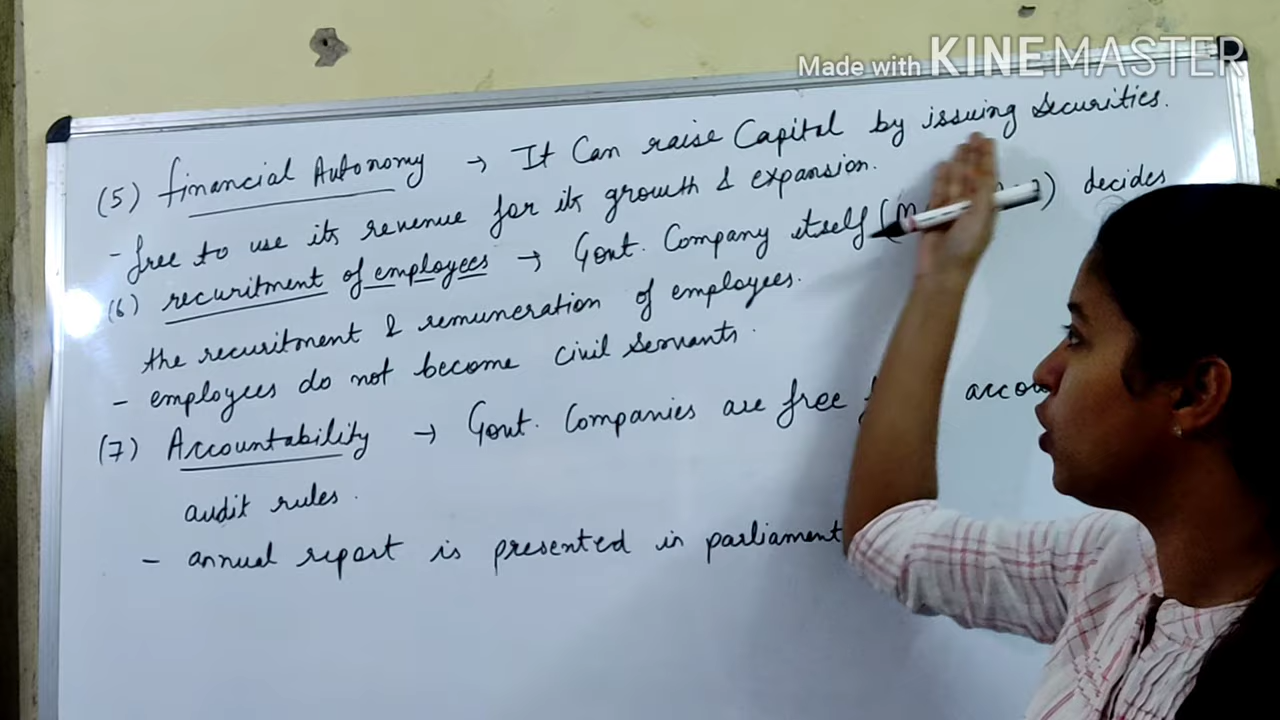 Made with KINEMASTER
(5) financial Autonomy → It Can raise Capital by issuing securities.
- free to use its revenue for its growth & expansion.
(6) recuritment of employees → Govt. Company itself ( ) decides
the recuritment & remuneration of employees.
- employees do not become civil servants.
(7) Accountability → Govt. Companies are free
audit rules.
- annual report is presented in parliament